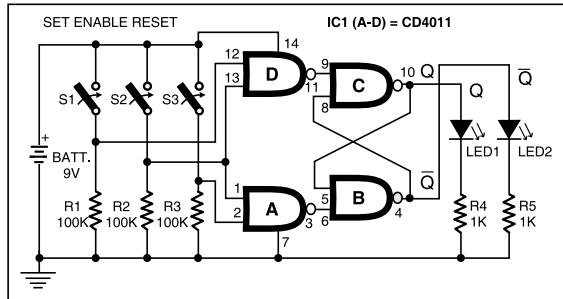 SET ENABLE RESET
IC1 (A-D) = CD4011
14
12
13
D
11
9
8
C
10
Q
Q
Q̅
S1
S2
S3
+
BATT.
9V
LED1
LED2
Q̅
1
2
A
3
5
6
B
4
7
R1
100K
R2
100K
R3
100K
R4
1K
R5
1K